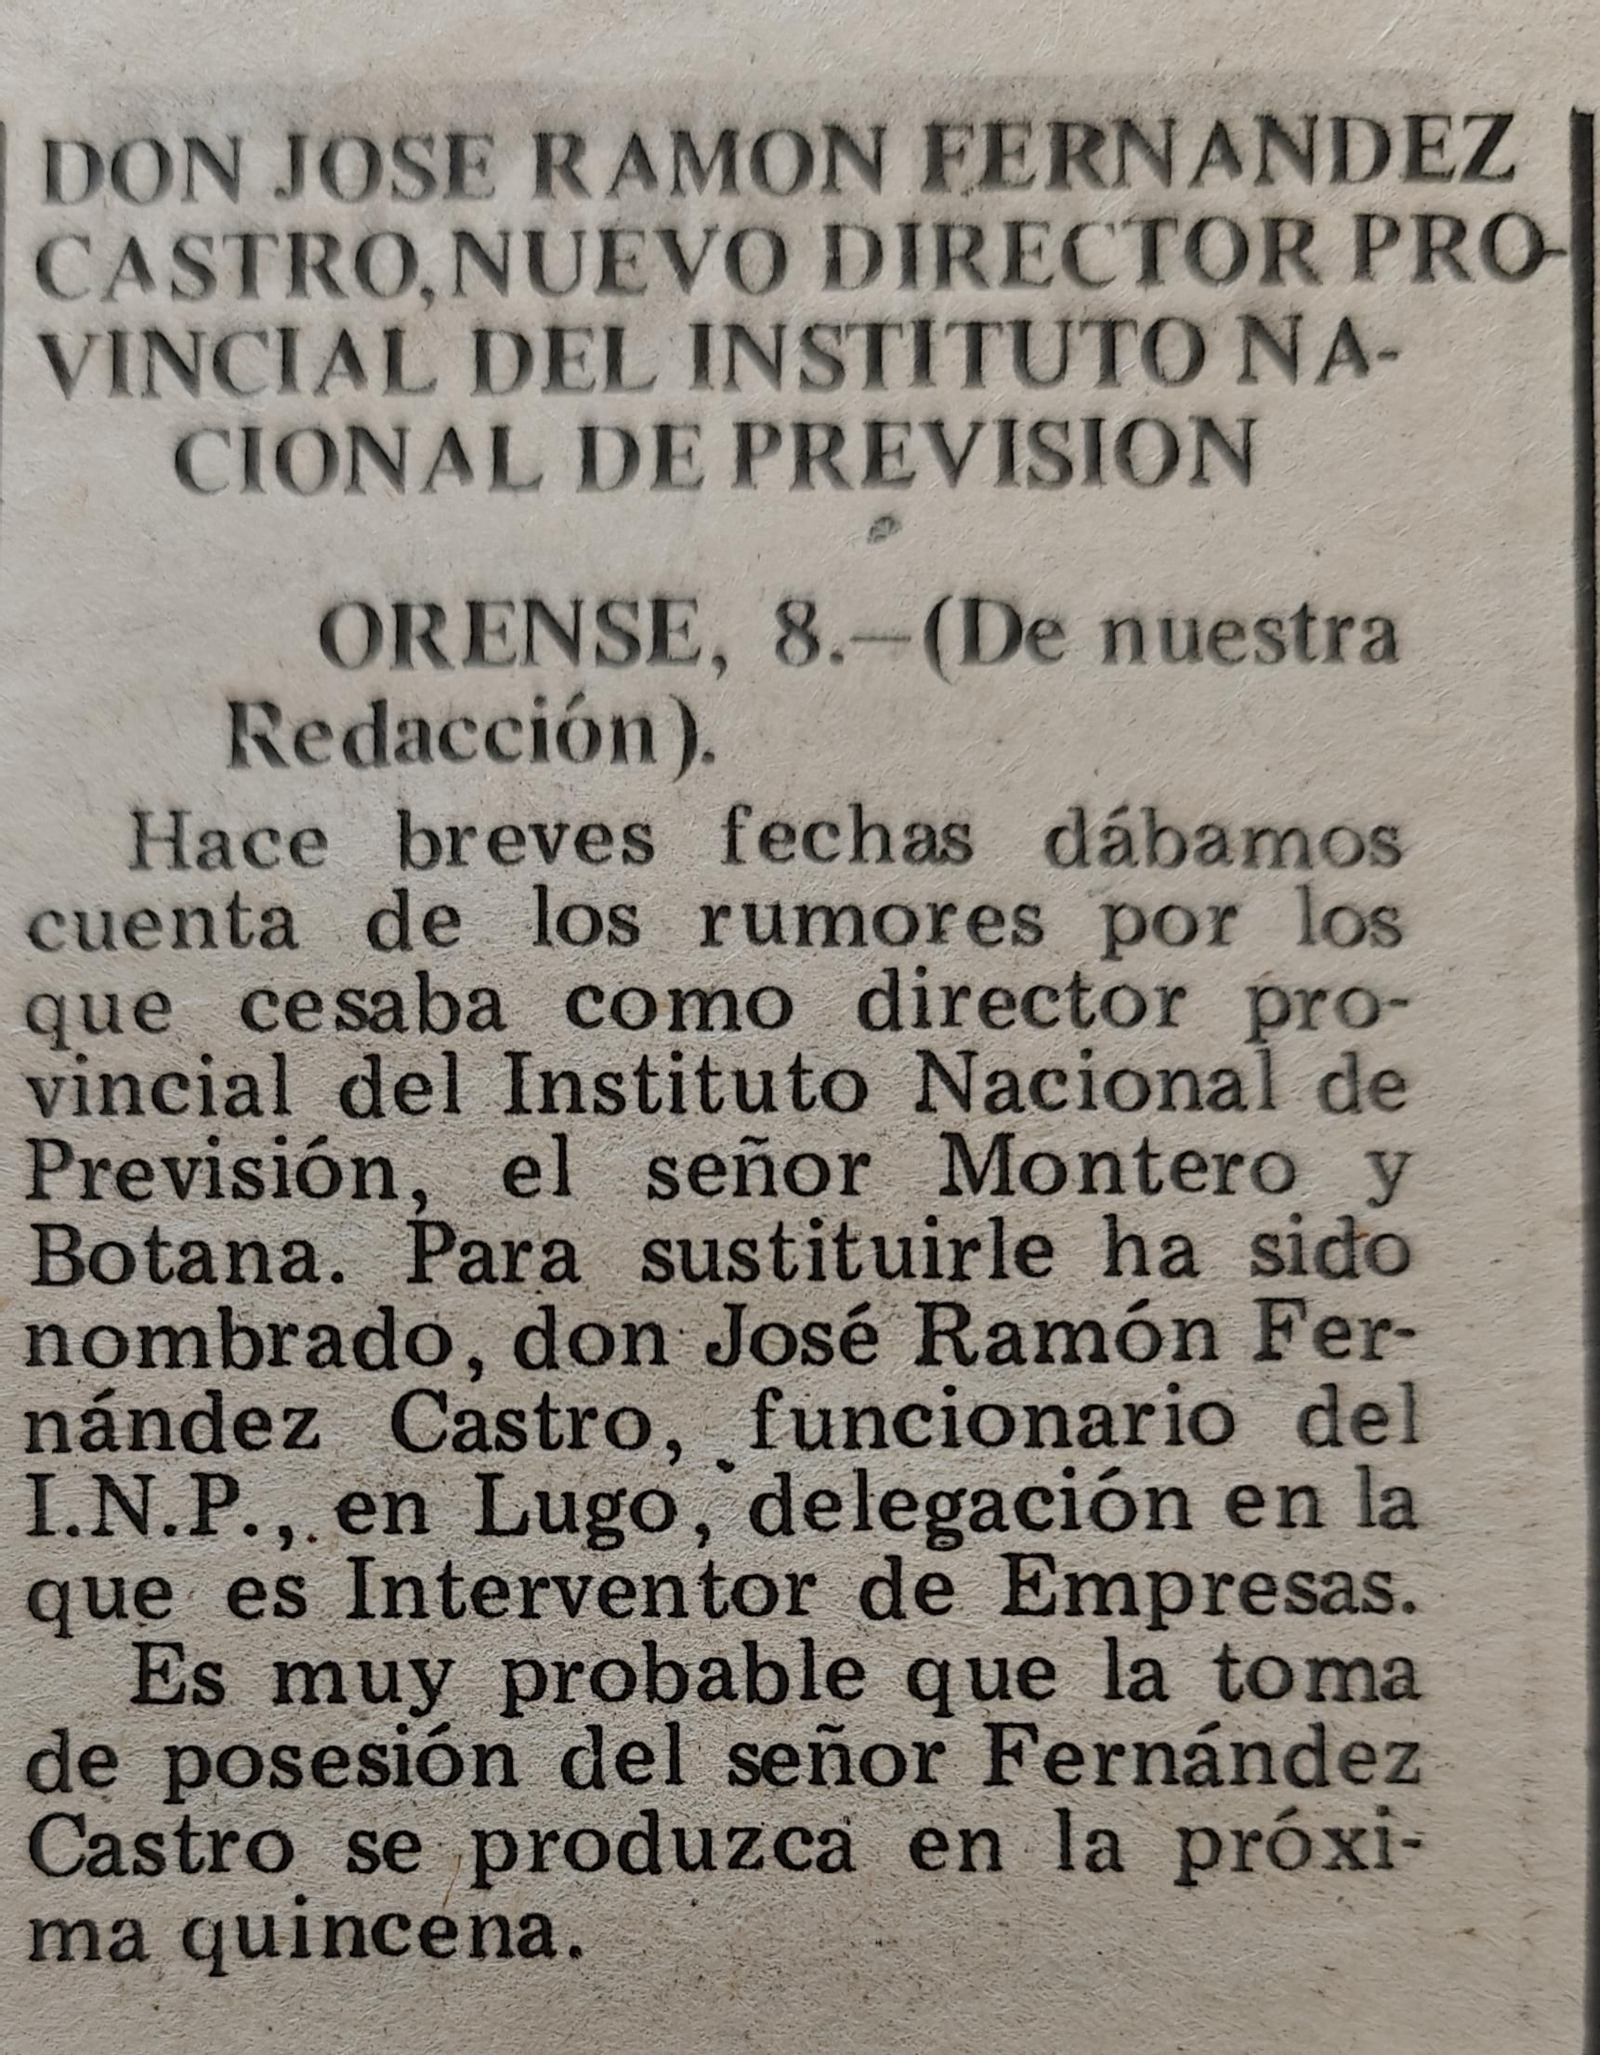 DON JOSE RAMON FERNANDEZ
CASTRO, NUEVO DIRECTOR PRO-
VINCIAL DEL INSTITUTO NA-
CIONAL DE PREVISION
ORENSE, 8.—(De nuestra
Redacción).
Hace breves fechas dábamos
cuenta de los rumores por los
que cesaba como director pro-
vincial del Instituto Nacional de
Previsión, el señor Montero y
Botana. Para sustituirle ha sido
nombrado, don José Ramón Fer-
nández Castro, funcionario del
I.N.P., en Lugo, delegación en la
que es Interventor de Empresas.
Es muy probable que la toma
de posesión del señor Fernández
Castro se produzca en la próxi-
ma quincena.